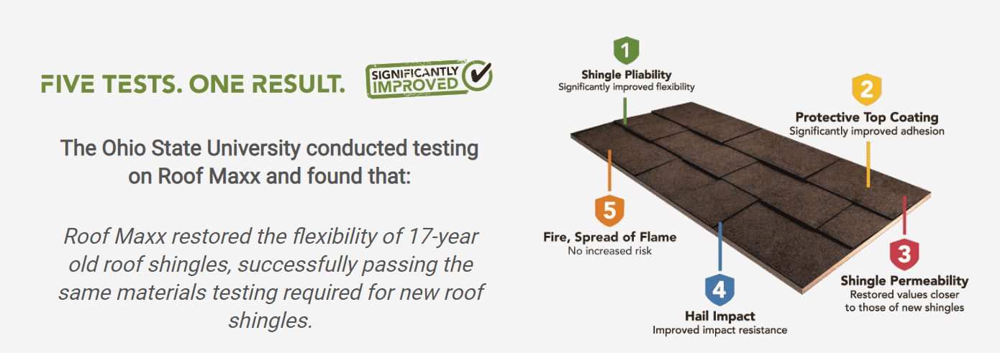 FIVE TESTS. ONE RESULT.
SIGNIFICANTLY
IMPROVED
The Ohio State University conducted testing
on Roof Maxx and found that:
Roof Maxx restored the flexibility of 17-year
old roof shingles, successfully passing the
same materials testing required for new roof
shingles.
1
Shingle Pliability
Significantly improved flexibility
2
Protective Top Coating
Significantly improved adhesion
3
Shingle Permeability
Restored values closer
to those of new shingles
4
Hail Impact
Improved impact resistance
5
Fire, Spread of Flame
No increased risk